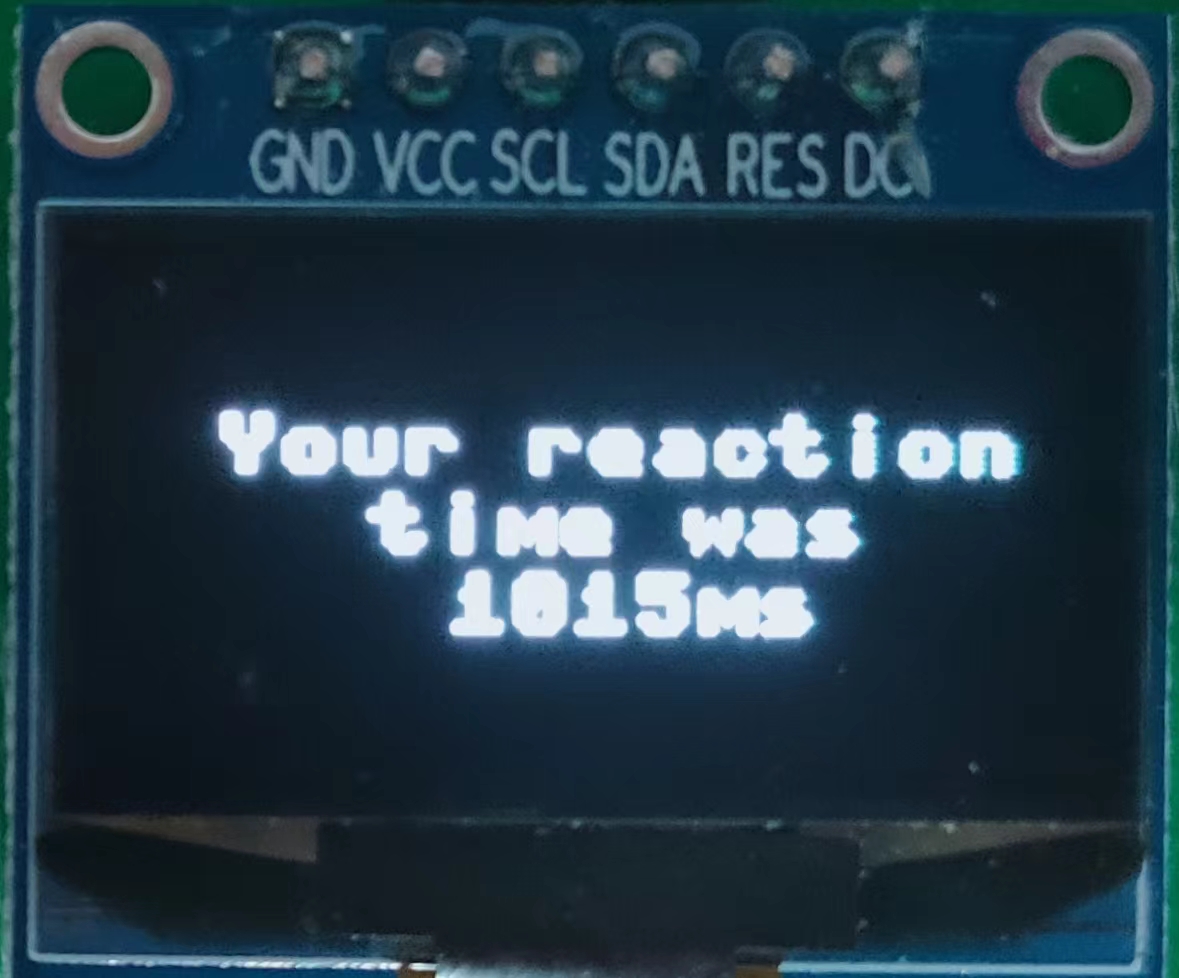 GND VCC SCL SDA RES DC
Your reaction
time was
1015ms